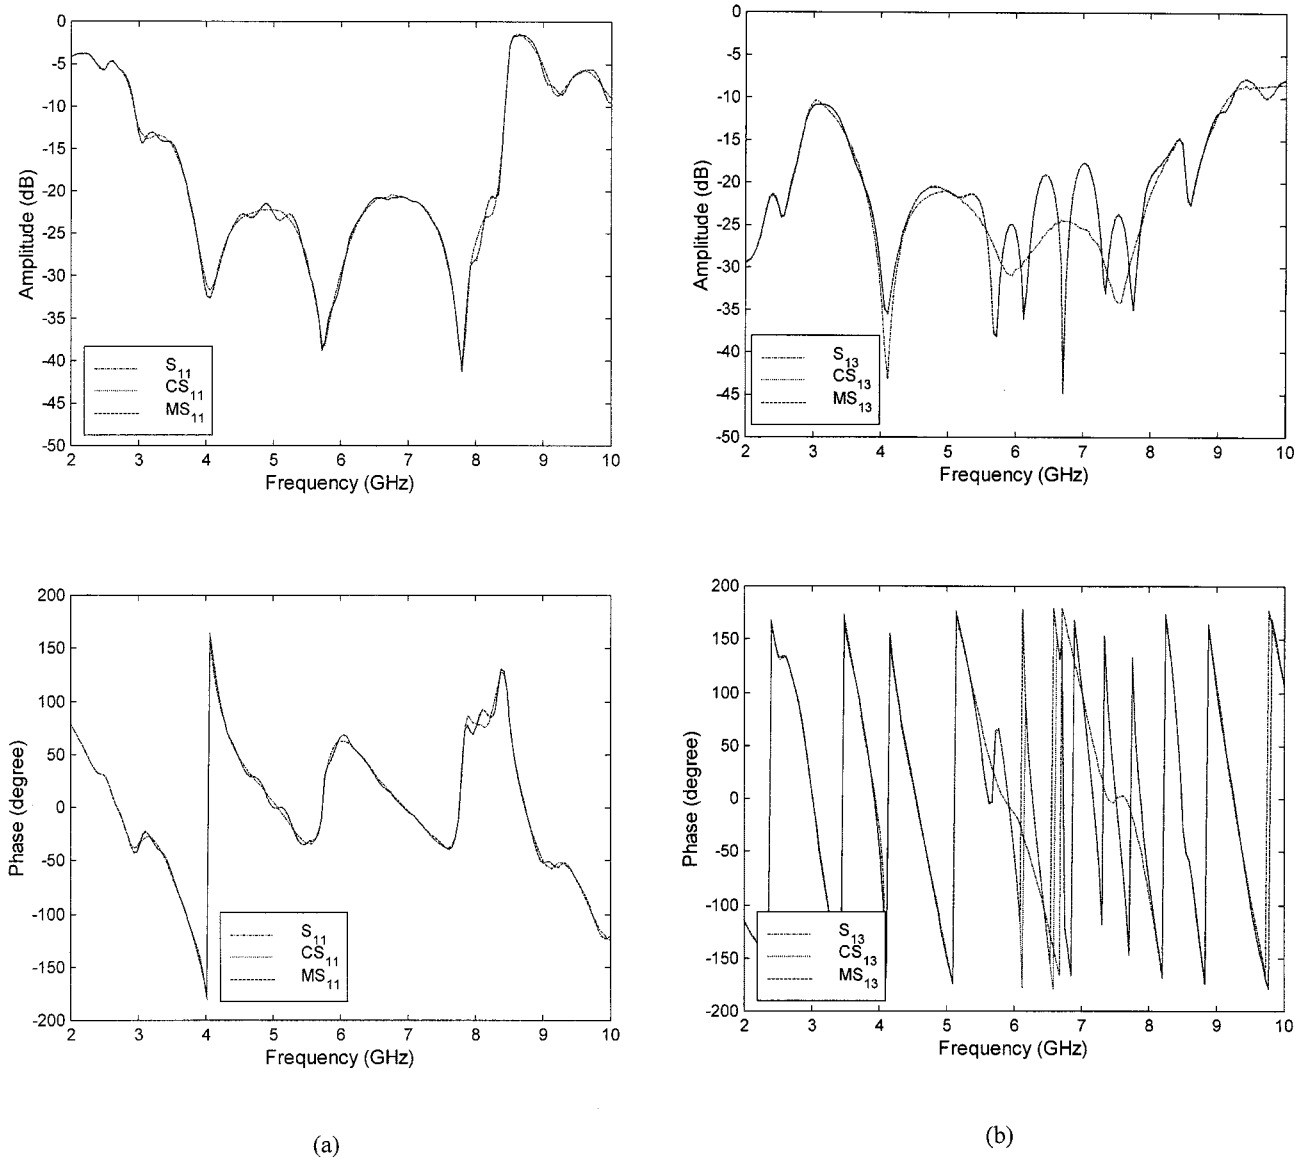 0
-5
-10
-15
-20
-25
-30
-35
-40
-45
-50
Amplitude (dB)
S11
CS11
MS11
2 3 4 5 6 7 8 9 10
Frequency (GHz)
0
-5
-10
-15
-20
-25
-30
-35
-40
-45
-50
Amplitude (dB)
S13
CS13
MS13
2 3 4 5 6 7 8 9 10
Frequency (GHz)
200
150
100
50
0
-50
-100
-150
-200
Phase (degree)
S11
CS11
MS11
2 3 4 5 6 7 8 9 10
Frequency (GHz)
(a)
200
150
100
50
0
-50
-100
-150
-200
Phase (degree)
S13
CS13
MS13
2 3 4 5 6 7 8 9 10
Frequency (GHz)
(b)